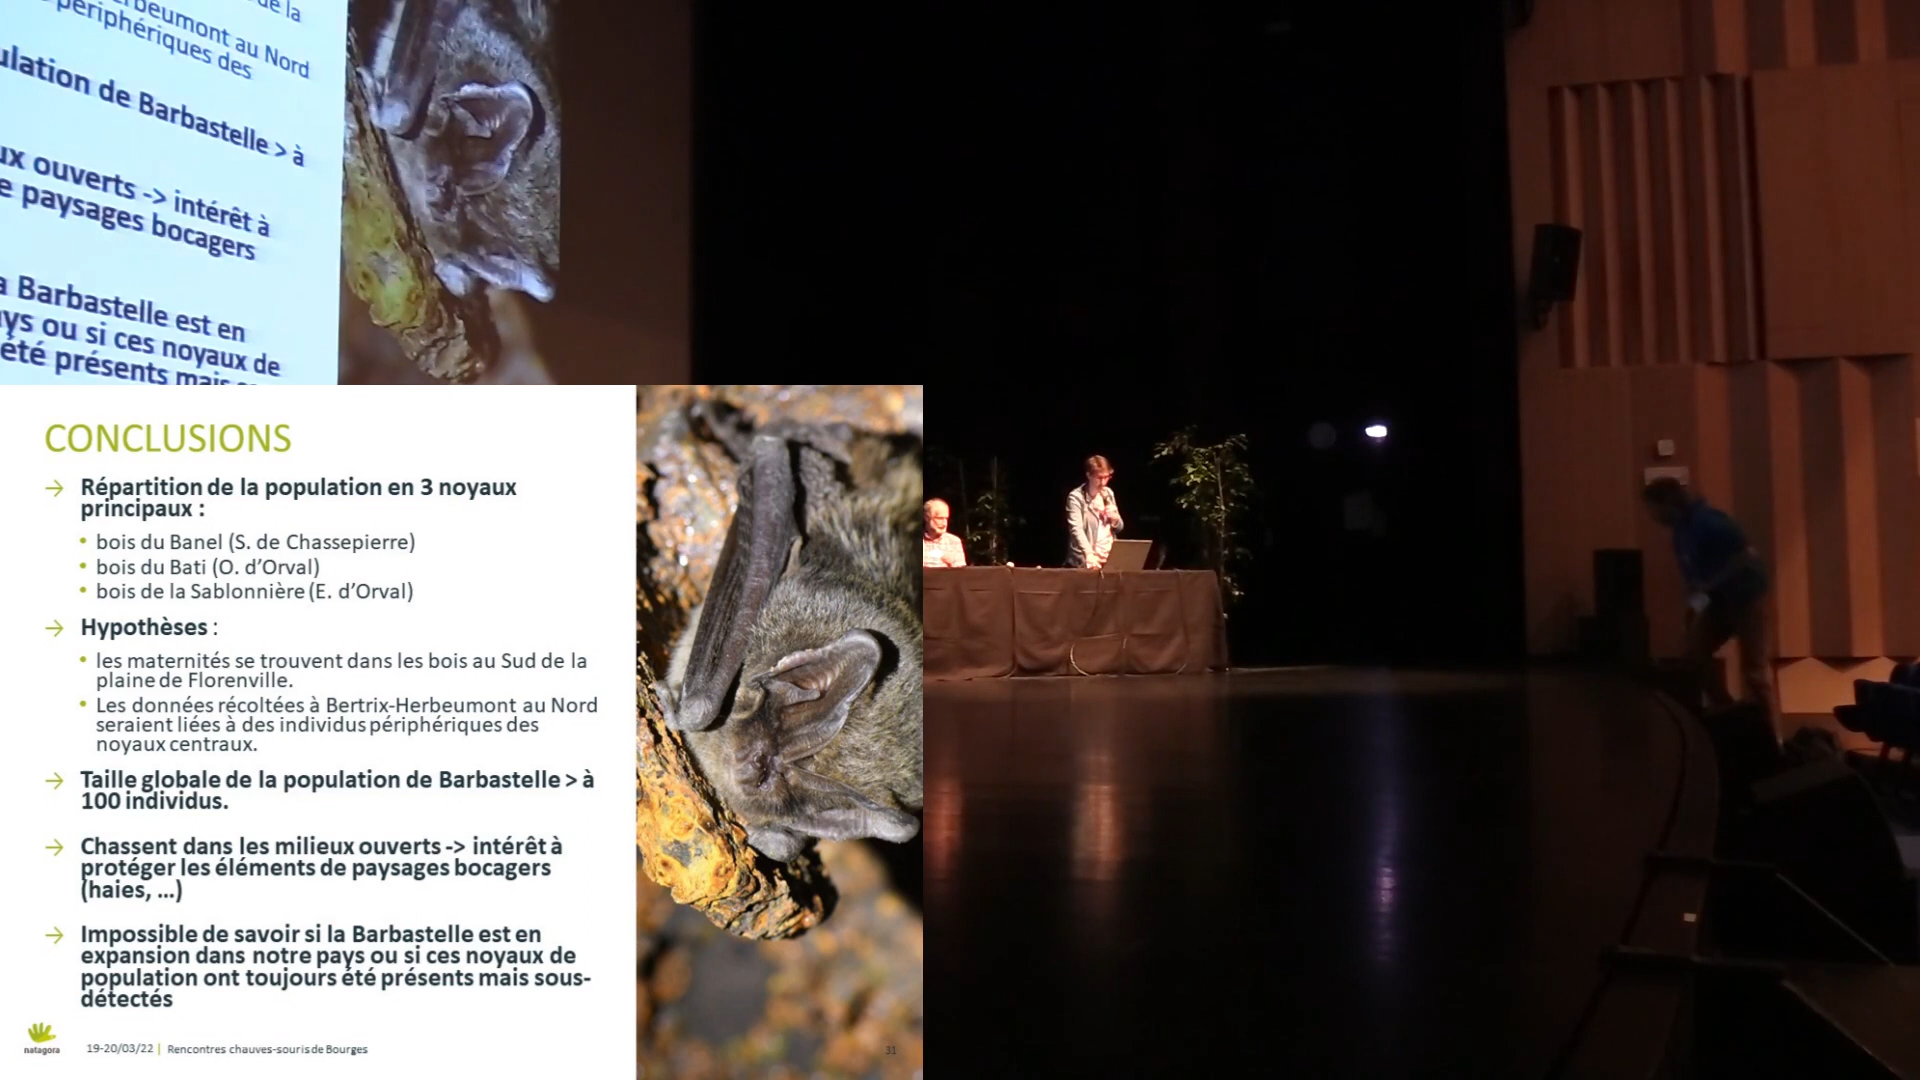 de la
rbeumont au Nord
périphériques des
ulation de Barbastelle > à
ux ouverts -> intérêt à
e paysages bocagers
a Barbastelle est en
ays ou si ces noyaux de
été présents mais
CONCLUSIONS
→ Répartition de la population en 3 noyaux
principaux :
• bois du Banel (S. de Chassepierre)
• bois du Bati (O. d'Orval)
• bois de la Sablonnière (E. d'Orval)
→ Hypothèses :
• les maternités se trouvent dans les bois au Sud de la
plaine de Florenville.
• Les données récoltées à Bertrix-Herbeumont au Nord
seraient liées à des individus périphériques des
noyaux centraux.
→ Taille globale de la population de Barbastelle > à
100 individus.
→ Chassent dans les milieux ouverts -> intérêt à
protéger les éléments de paysages bocagers
(haies, ...)
→ Impossible de savoir si la Barbastelle est en
expansion dans notre pays ou si ces noyaux de
population ont toujours été présents mais sous-
détectés
natagora
19-20/03/22 | Rencontres chauves-souris de Bourges
31